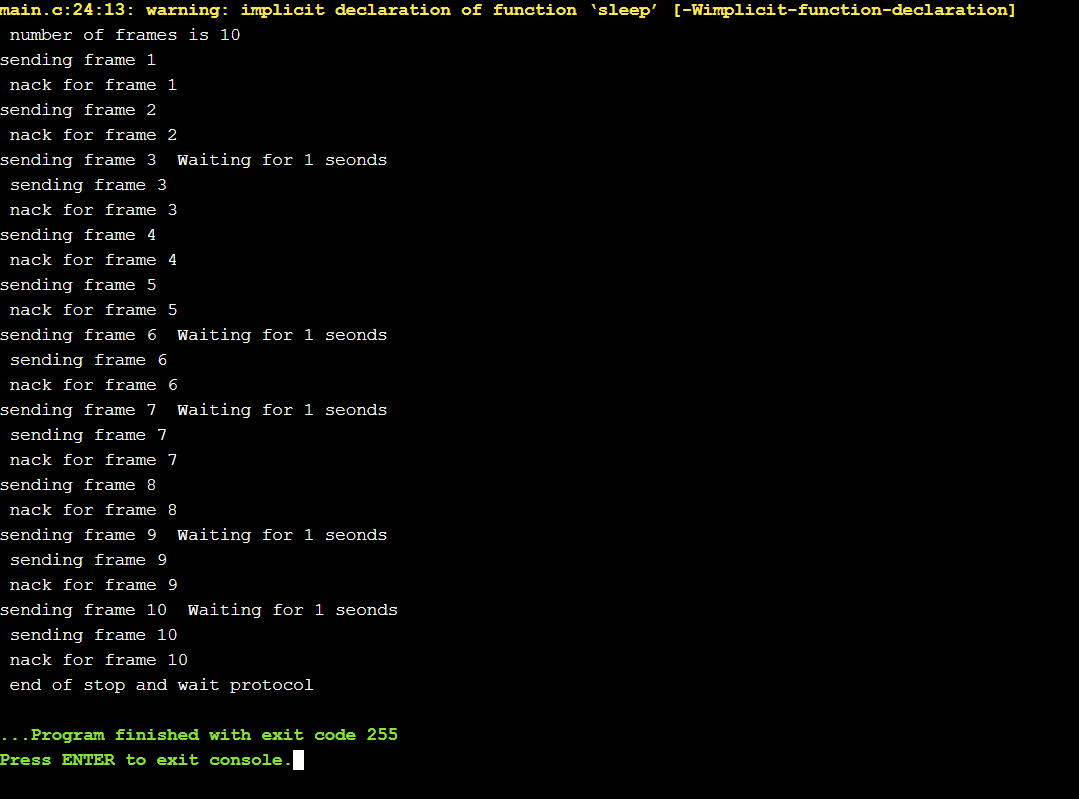 main.c:24:13: warning: implicit declaration of function ‘sleep’ [-Wimplicit-function-declaration]
number of frames is 10
sending frame 1
nack for frame 1
sending frame 2
nack for frame 2
sending frame 3  Waiting for 1 seonds
sending frame 3
nack for frame 3
sending frame 4
nack for frame 4
sending frame 5
nack for frame 5
sending frame 6  Waiting for 1 seonds
sending frame 6
nack for frame 6
sending frame 7  Waiting for 1 seonds
sending frame 7
nack for frame 7
sending frame 8
nack for frame 8
sending frame 9  Waiting for 1 seonds
sending frame 9
nack for frame 9
sending frame 10  Waiting for 1 seonds
sending frame 10
nack for frame 10
end of stop and wait protocol
...Program finished with exit code 255
Press ENTER to exit console.